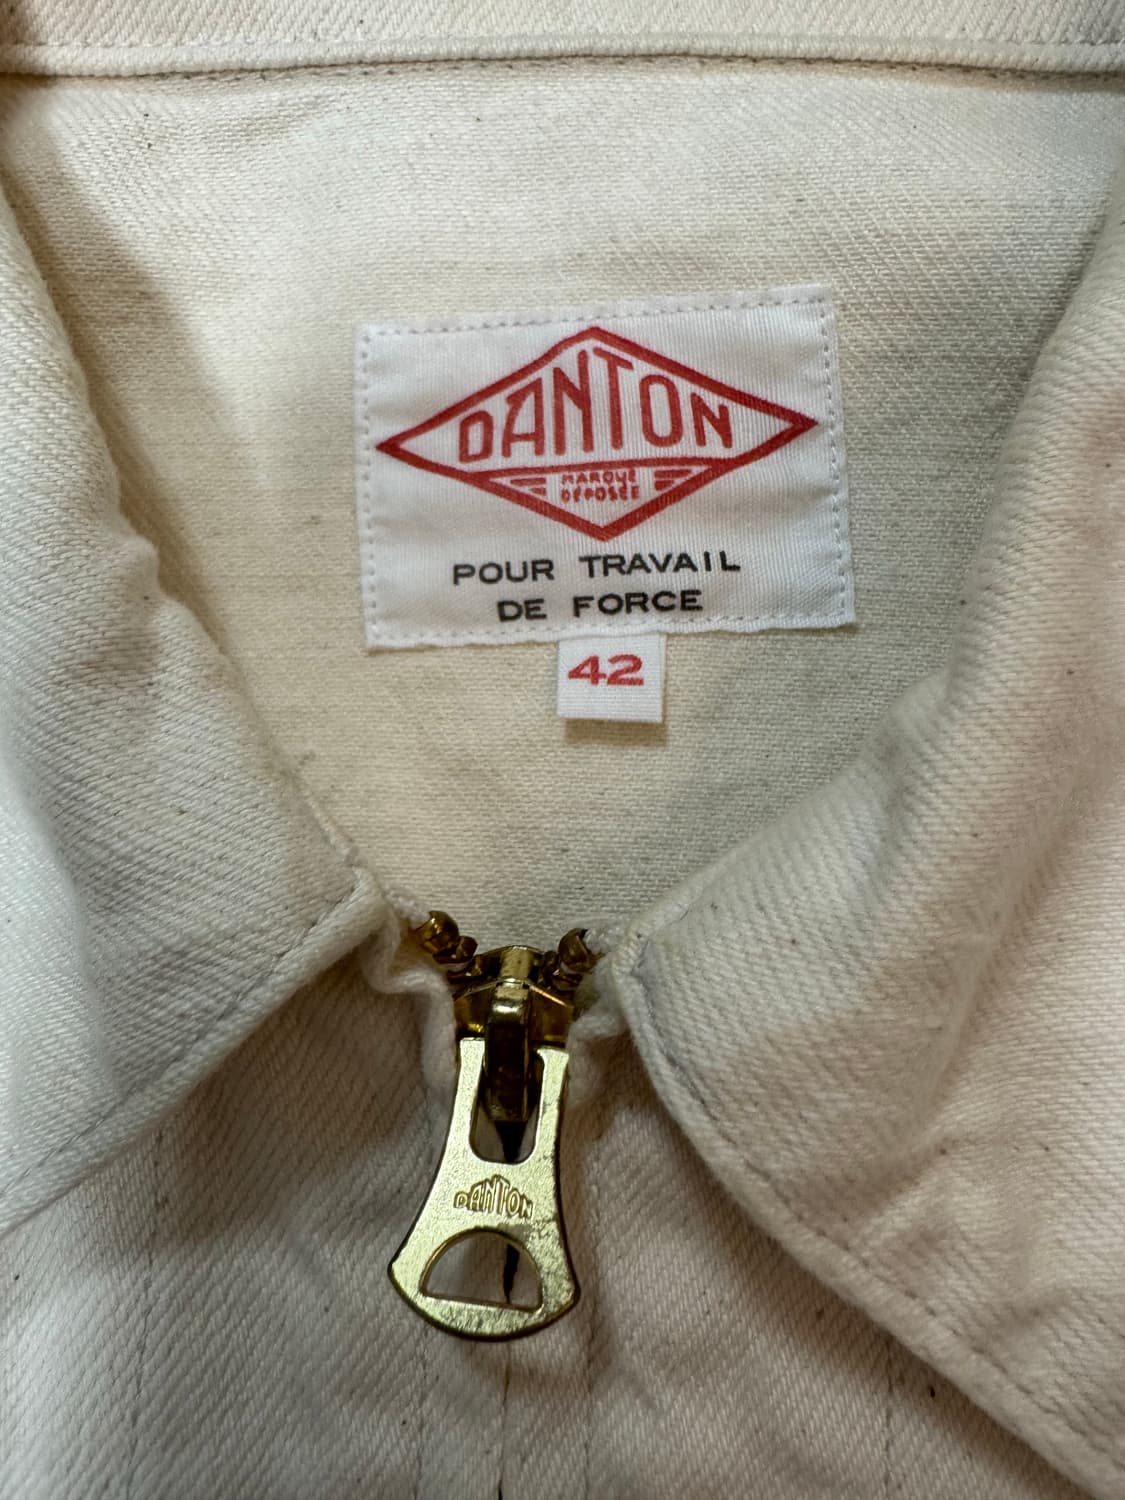 DANTON
MARQUE
DÉPOSÉE
POUR TRAVAIL
DE FORCE
42
DANTON